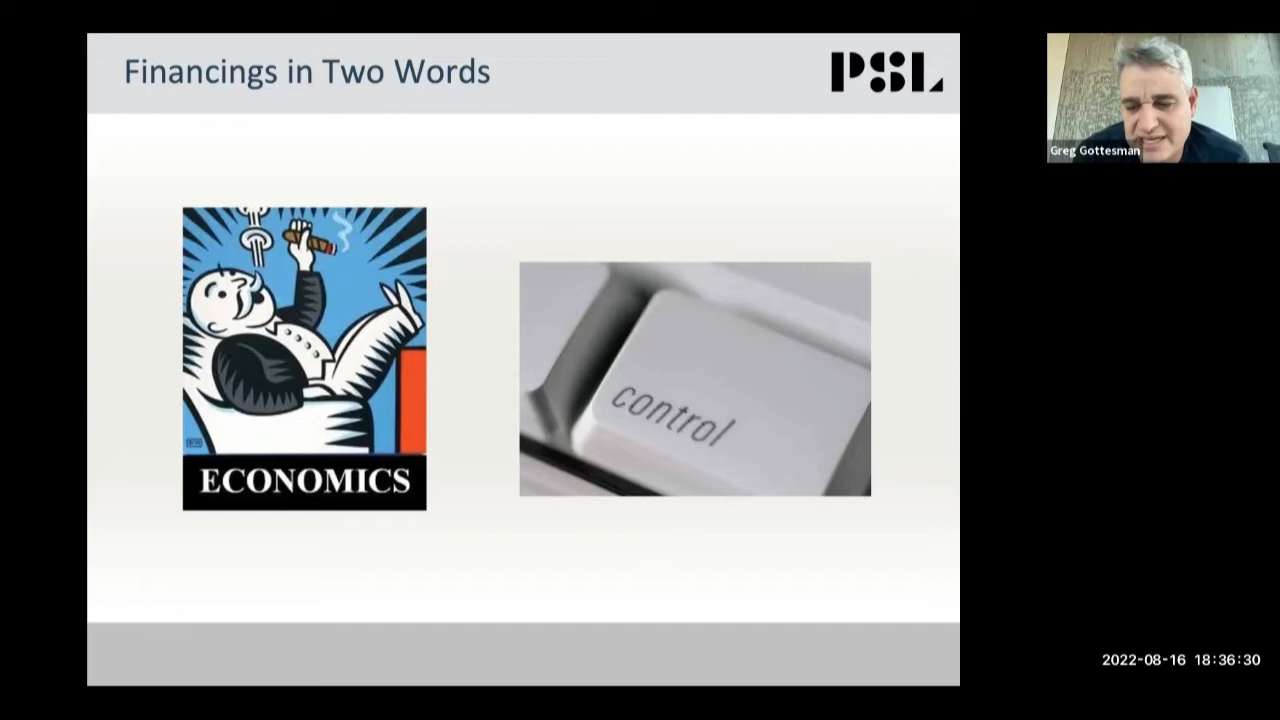 Financings in Two Words
PSL
Greg Gottesman
control
ECONOMICS
2022-08-16 18:36:30